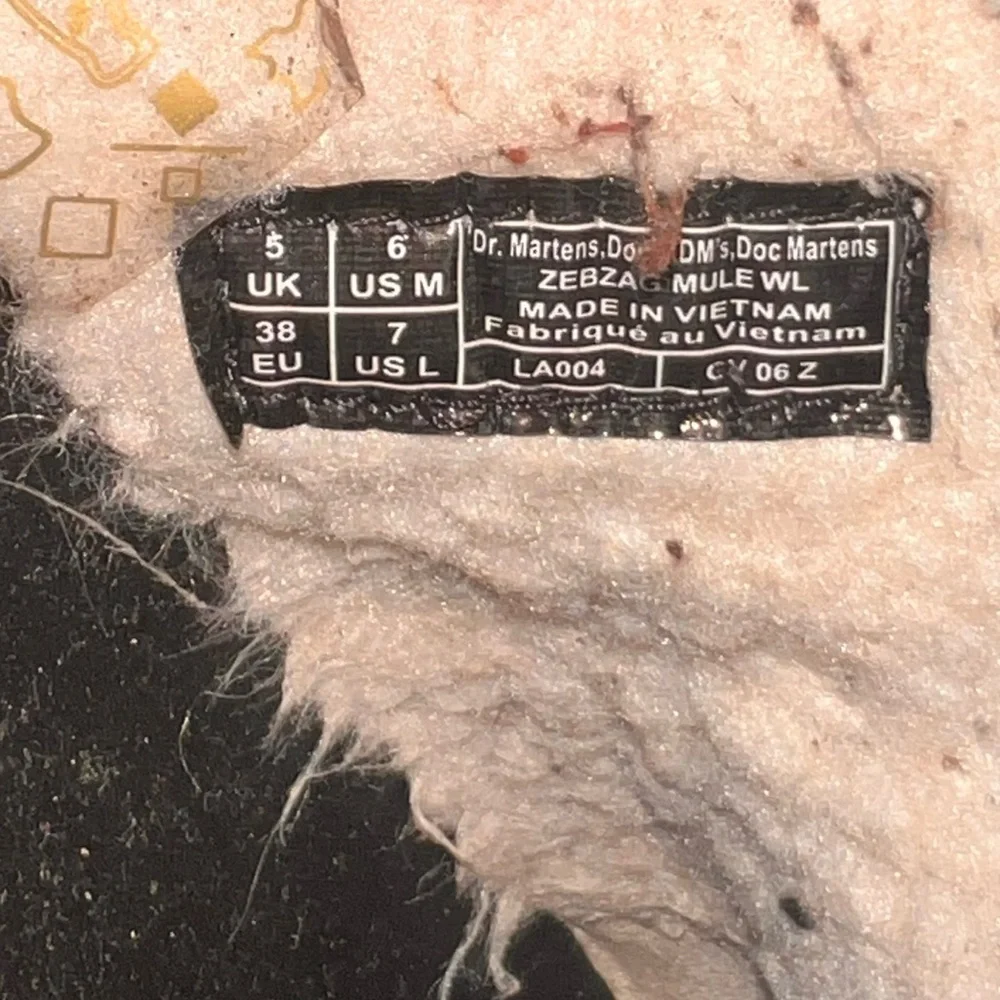 5
UK
6
US M
38
EU
7
US L
Dr. Martens, DM's, Doc Martens
ZEBZAG MULE WL
MADE IN VIETNAM
Fabriqué au Vietnam
LA004
06 Z